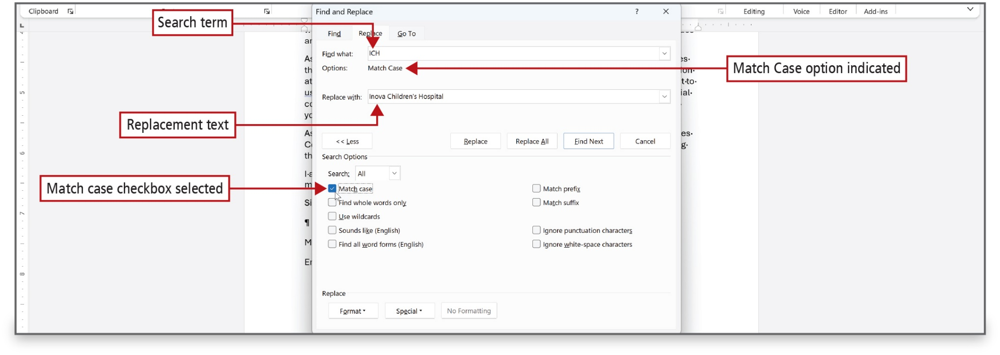 Clipboard
Editing
Voice
Editor
Add-ins
Find and Replace
?
Search term
Find
Replace
Go To
Find what:
ICH
Options:
Match Case
Match Case option indicated
Replace with:
Inova Children's Hospital
Replacement text
<< Less
Replace
Replace All
Find Next
Cancel
Search Options
Search:
All
Match case checkbox selected
Match case
Match prefix
Find whole words only
Match suffix
Use wildcards
Sounds like (English)
Ignore punctuation characters
Find all word forms (English)
Ignore white-space characters
Replace
Format
Special
No Formatting
5
6
7
8
¶